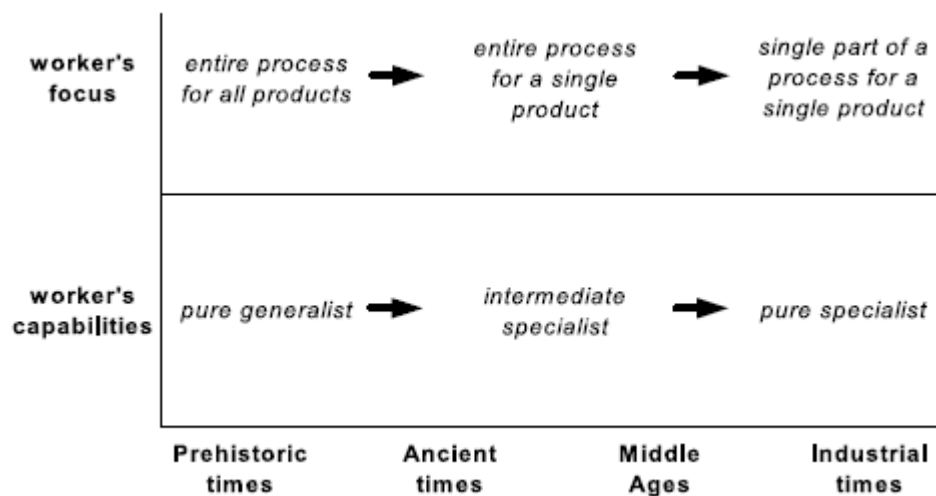 worker's
focus
entire process
for all products
entire process
for a single
product
single part of a
process for a
single product
worker's
capabilities
pure generalist
intermediate
specialist
pure specialist
Prehistoric
times
Ancient
times
Middle
Ages
Industrial
times